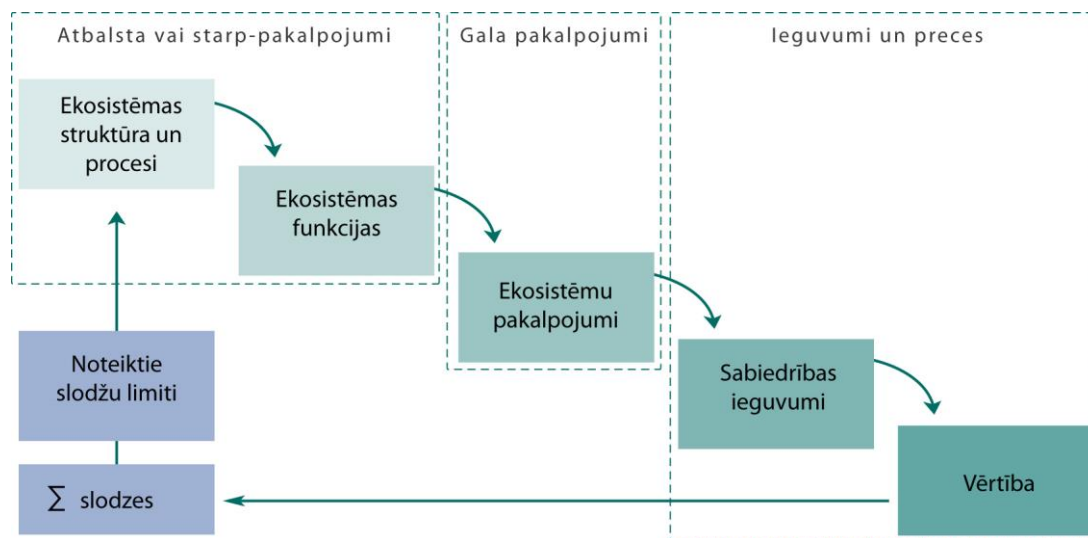 Atbalsta vai starp-pakalpojumi
Gala pakalpojumi
Ieguvumi un preces
Ekosistēmas
struktūra un
procesi
Ekosistēmas
funkcijas
Ekosistēmu
pakalpojumi
Noteiktie
slodžu limiti
Sabiedrības
ieguvumi
Vērtība
∑ slodzes